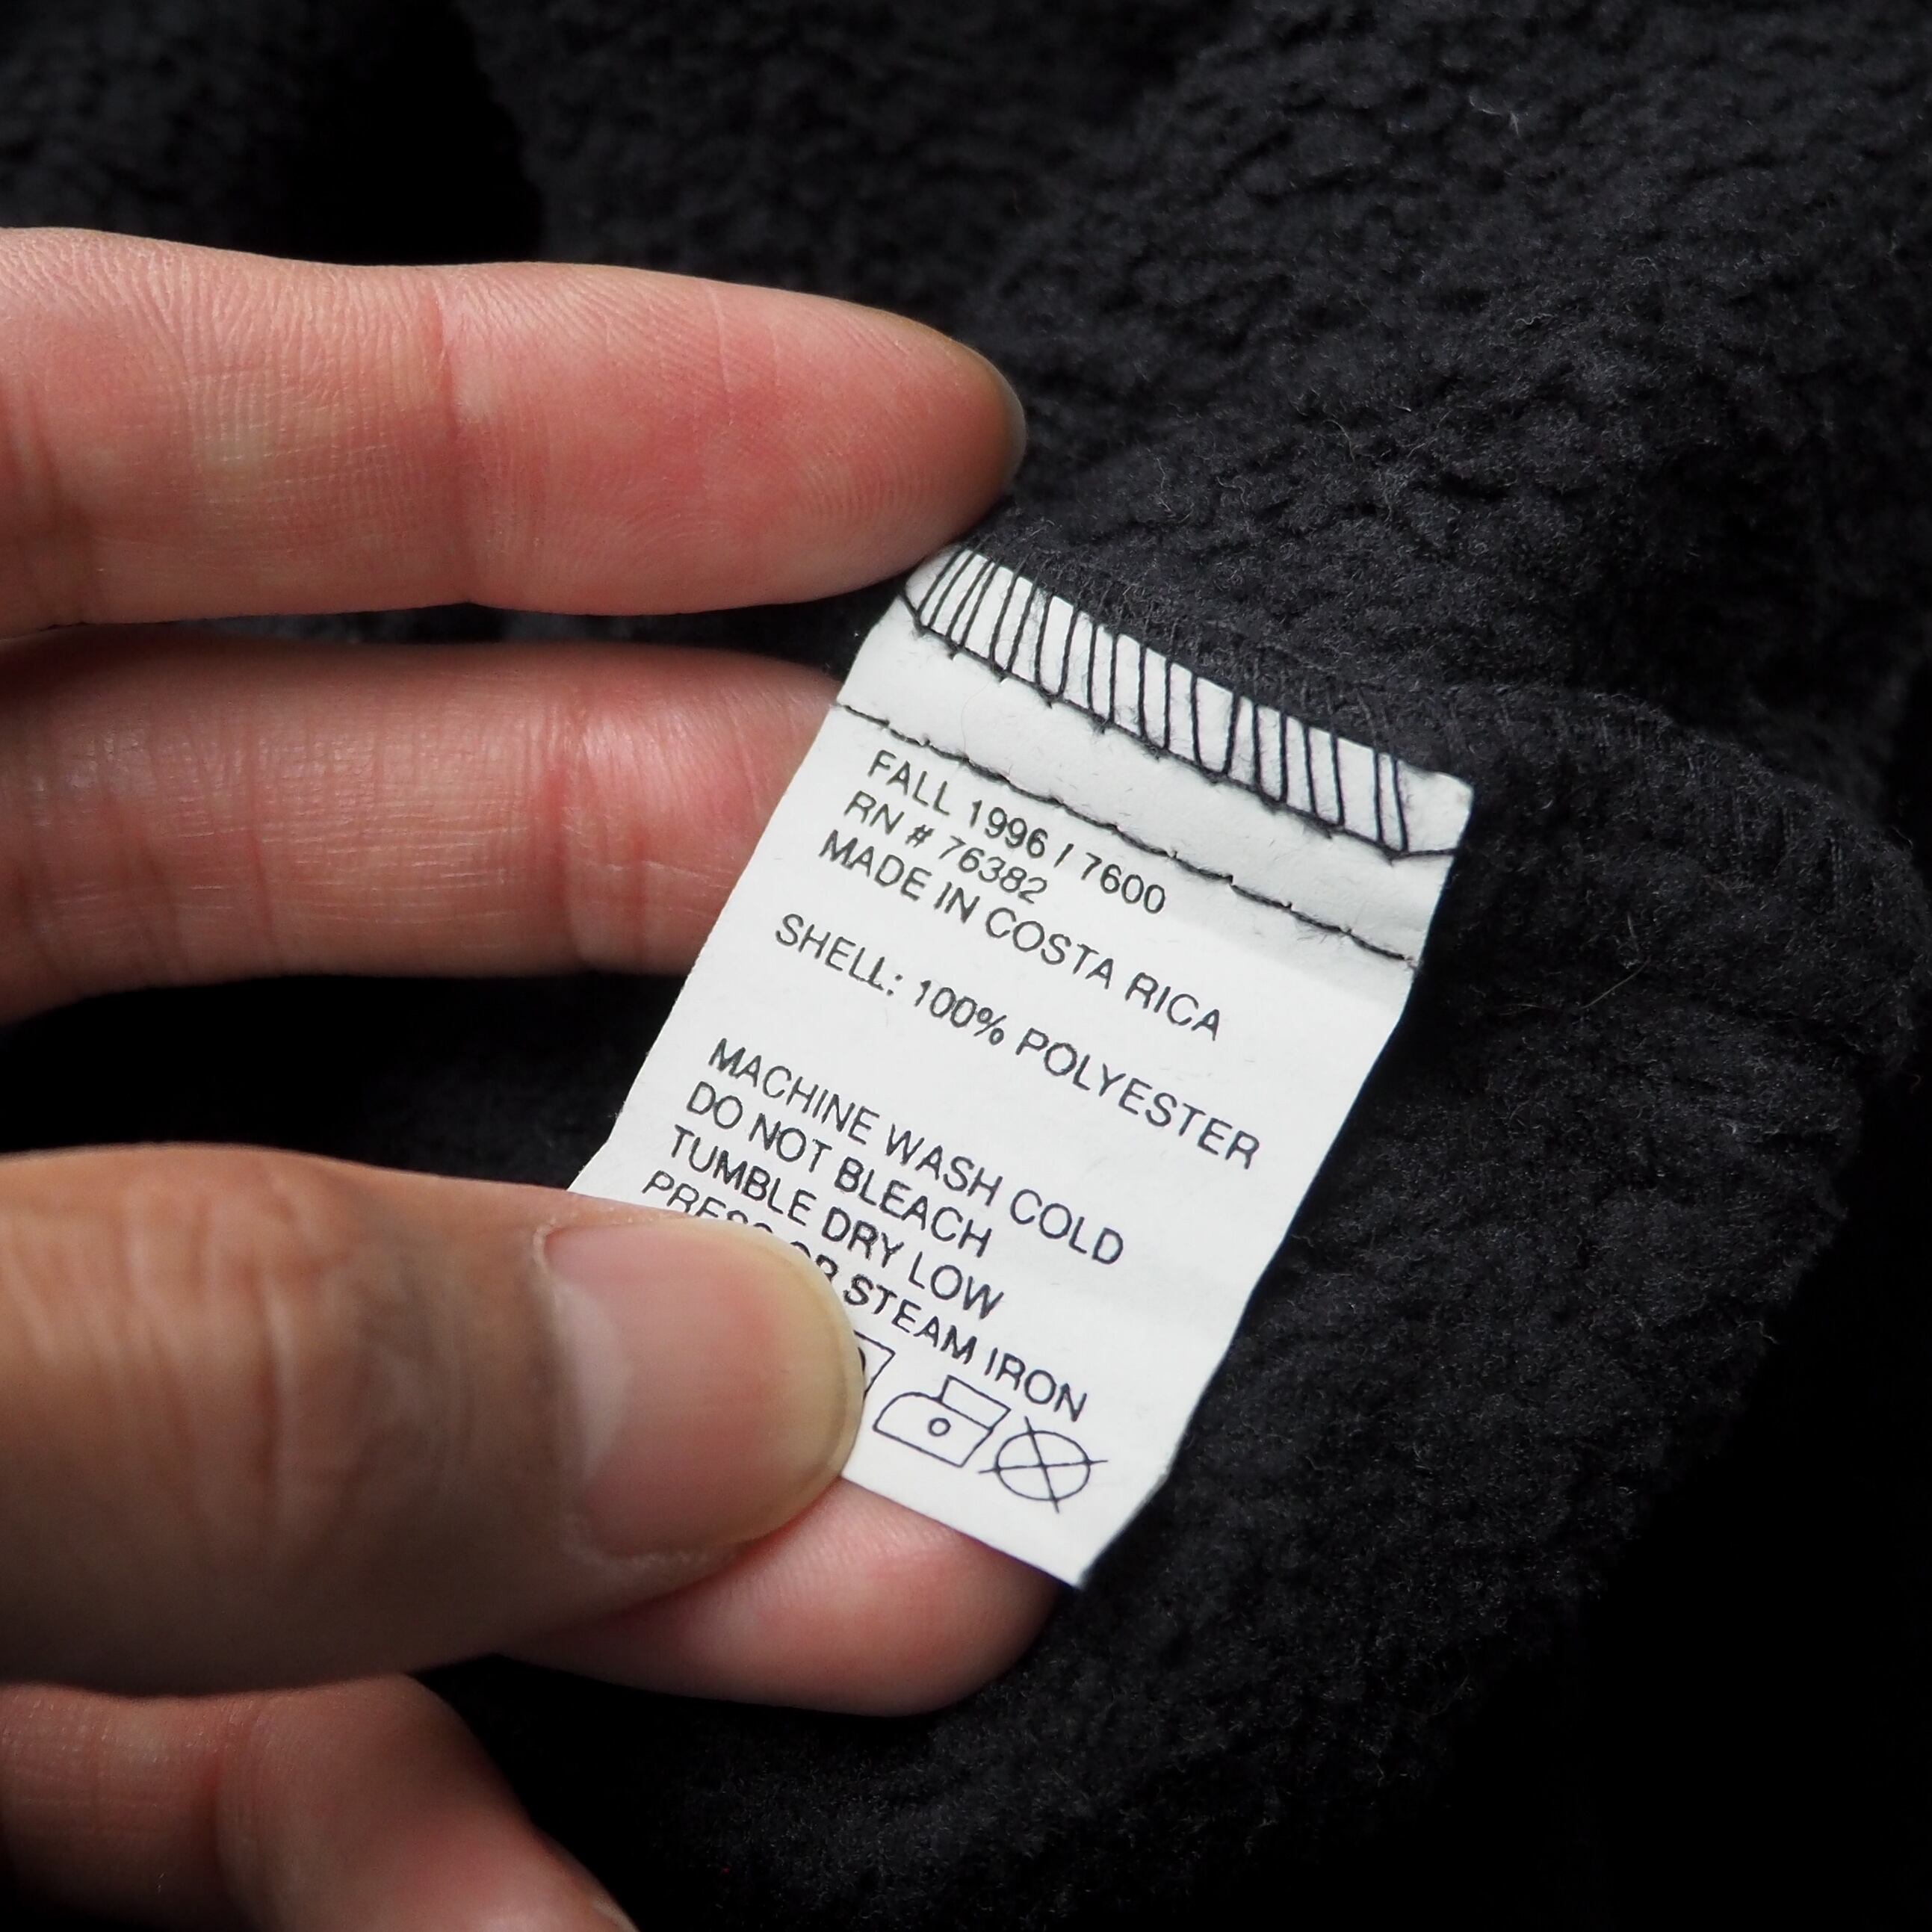 FALL 1996 / 7600
RN # 76382
MADE IN COSTA RICA
SHELL: 100% POLYESTER
MACHINE WASH COLD
DO NOT BLEACH
TUMBLE DRY LOW
STEAM IRON